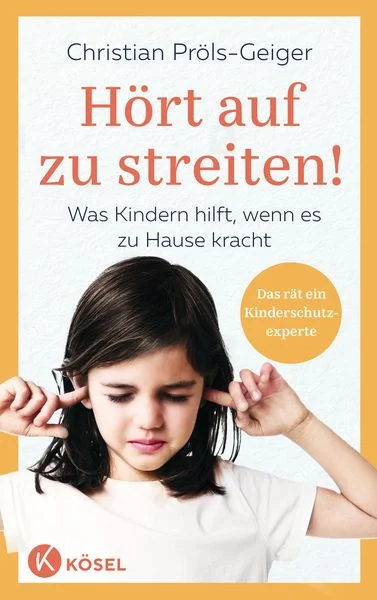 Christian Pröls-Geiger
Hört auf
zu streiten!
Was Kindern hilft, wenn es
zu Hause kracht
Das rät ein
Kinderschutz-
experte
K KÖSEL